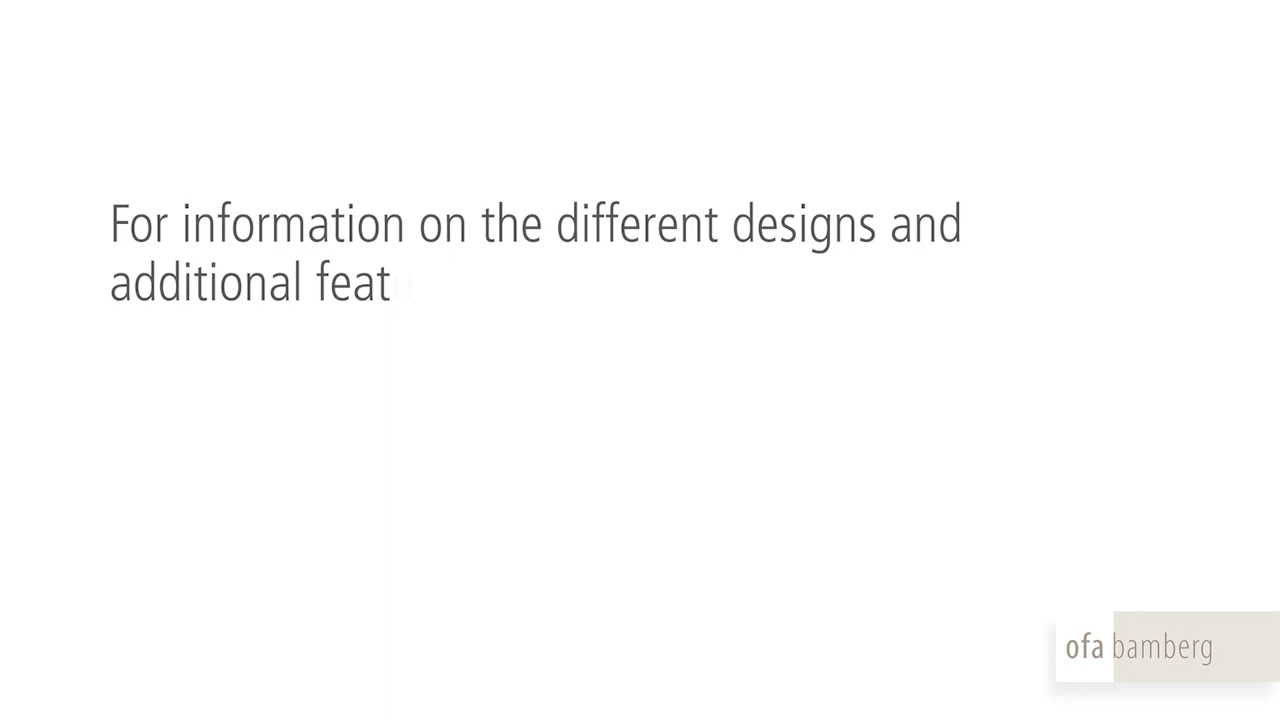 For information on the different designs and
additional feat
ofa bamberg